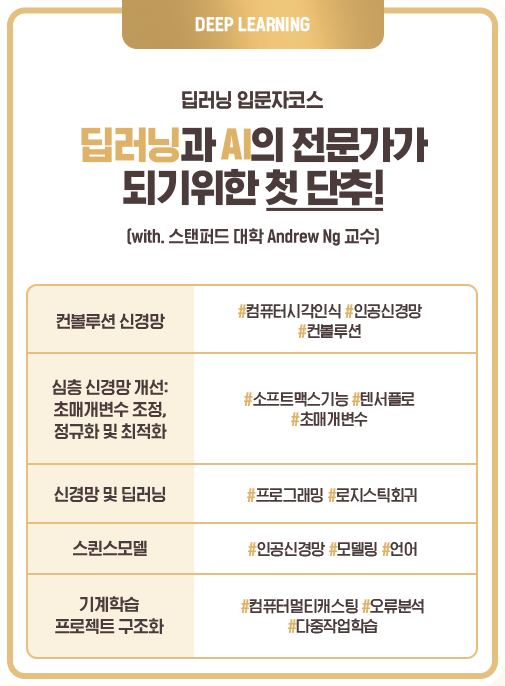 DEEP LEARNING
딥러닝 입문자코스
딥러닝과 AI의 전문가가
되기위한 첫 단추!
(with. 스탠퍼드 대학 Andrew Ng 교수)
컨볼루션 신경망
#컴퓨터시각인식 #인공신경망
#컨볼루션
심층 신경망 개선:
초매개변수 조정,
정규화 및 최적화
#소프트맥스기능 #텐서플로
#초매개변수
신경망 및 딥러닝
#프로그래밍 #로지스틱회귀
스퀸스모델
#인공신경망 #모델링 #언어
기계학습
프로젝트 구조화
#컴퓨터멀티캐스팅 #오류분석
#다중작업학습